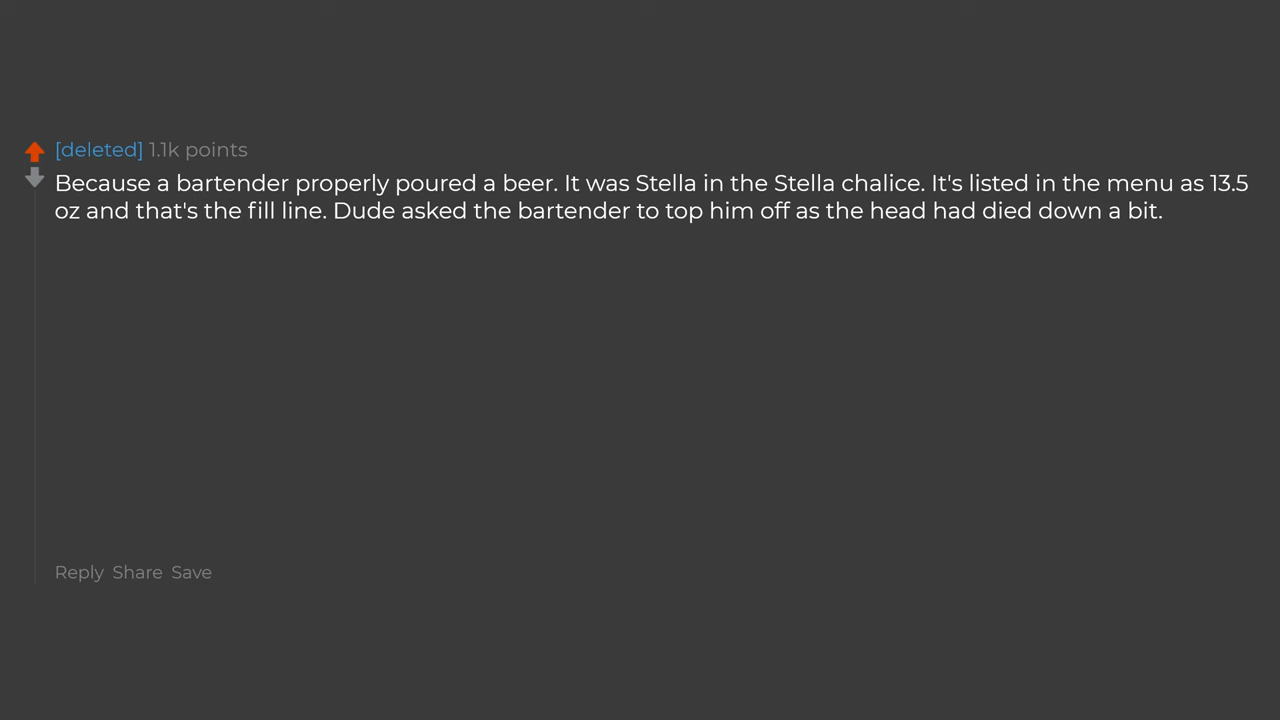 [deleted] 1.1k points
Because a bartender properly poured a beer. It was Stella in the Stella chalice. It's listed in the menu as 13.5
oz and that's the fill line. Dude asked the bartender to top him off as the head had died down a bit.
Reply Share Save